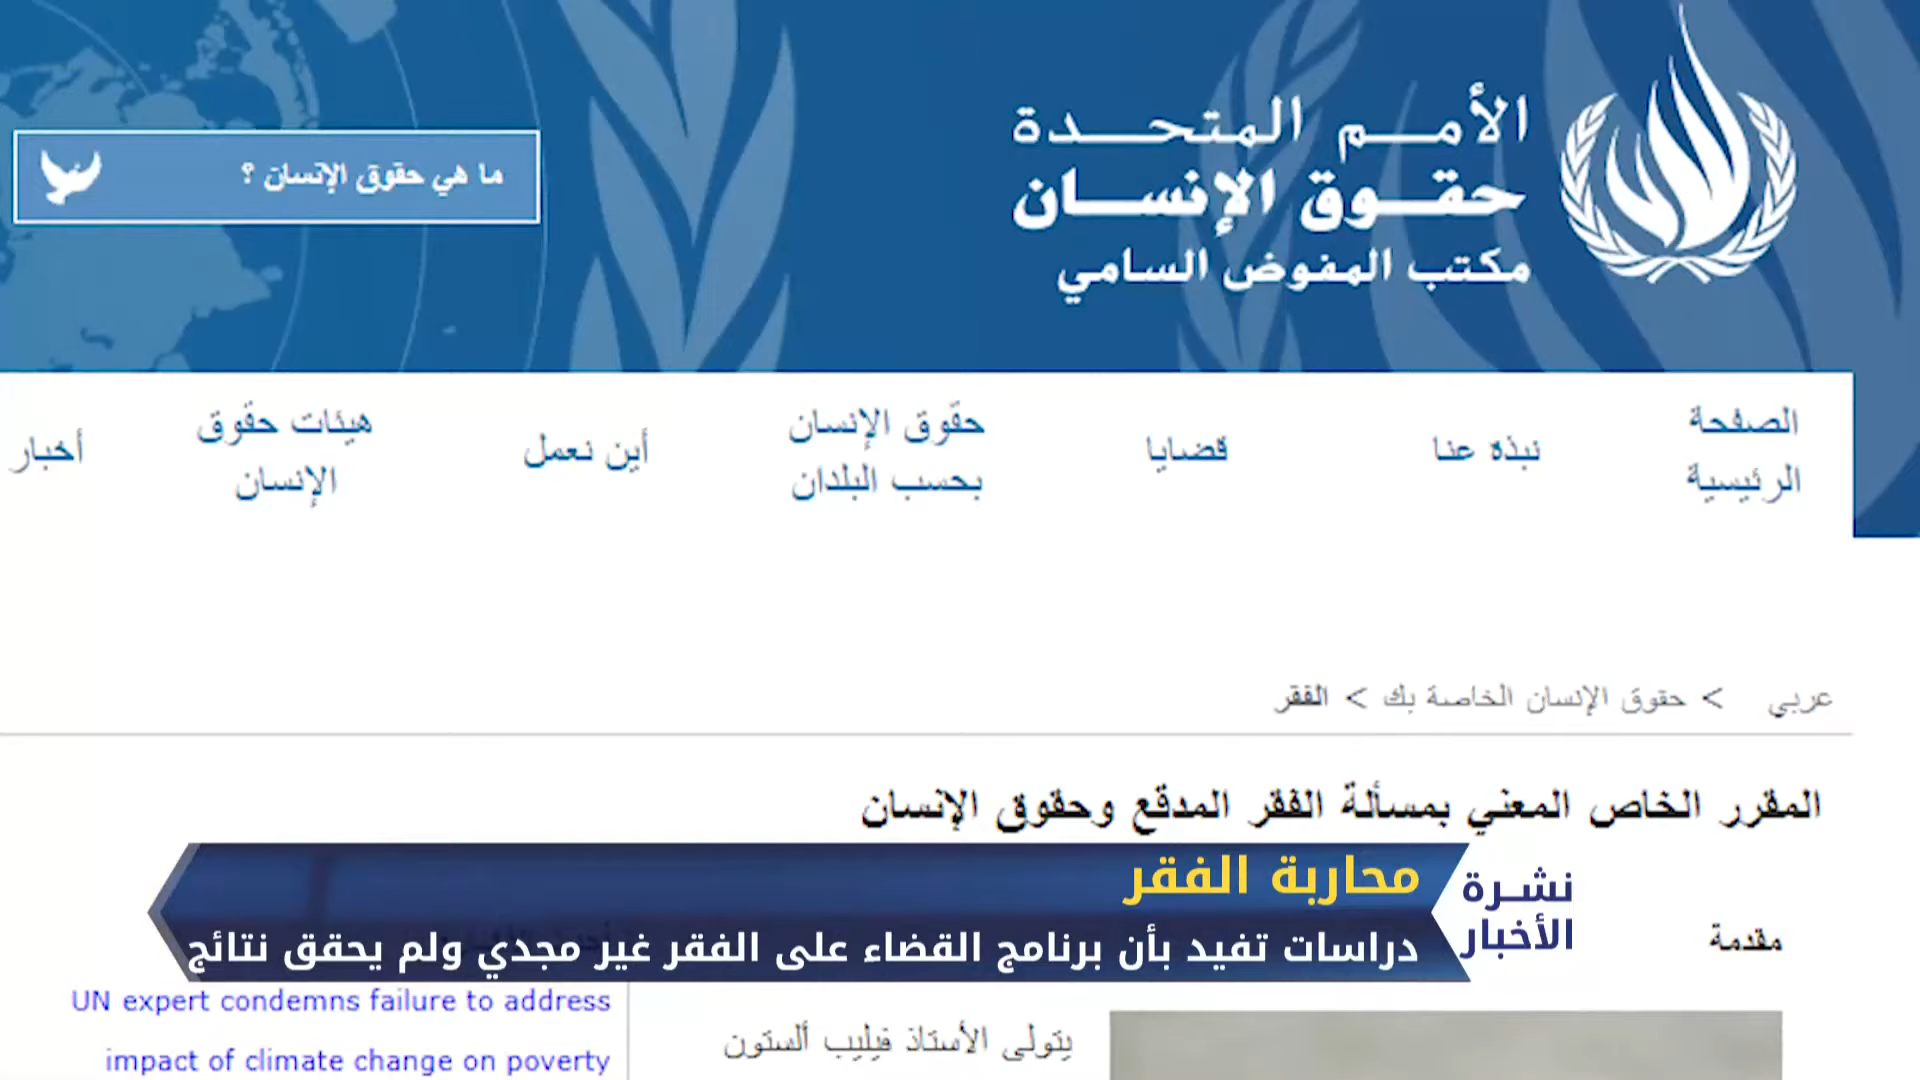 الأمم المتحدة
حقوق الإنسان
مكتب المفوض السامي
ما هي حقوق الإنسان ؟
الصفحة الرئيسية
نبذة عنا
قضايا
حقوق الإنسان بحسب البلدان
أين نعمل
هيئات حقوق الإنسان
أخبار
عربي > حقوق الإنسان الخاصة بك > الفقر
المقرر الخاص المعني بمسألة الفقر المدقع وحقوق الإنسان
نشرة الأخبار
محاربة الفقر
دراسات تفيد بأن برنامج القضاء على الفقر غير مجدي ولم يحقق نتائج
مقدمة
يتولى الأستاذ فيليب ألستون
UN expert condemns failure to address
impact of climate change on poverty